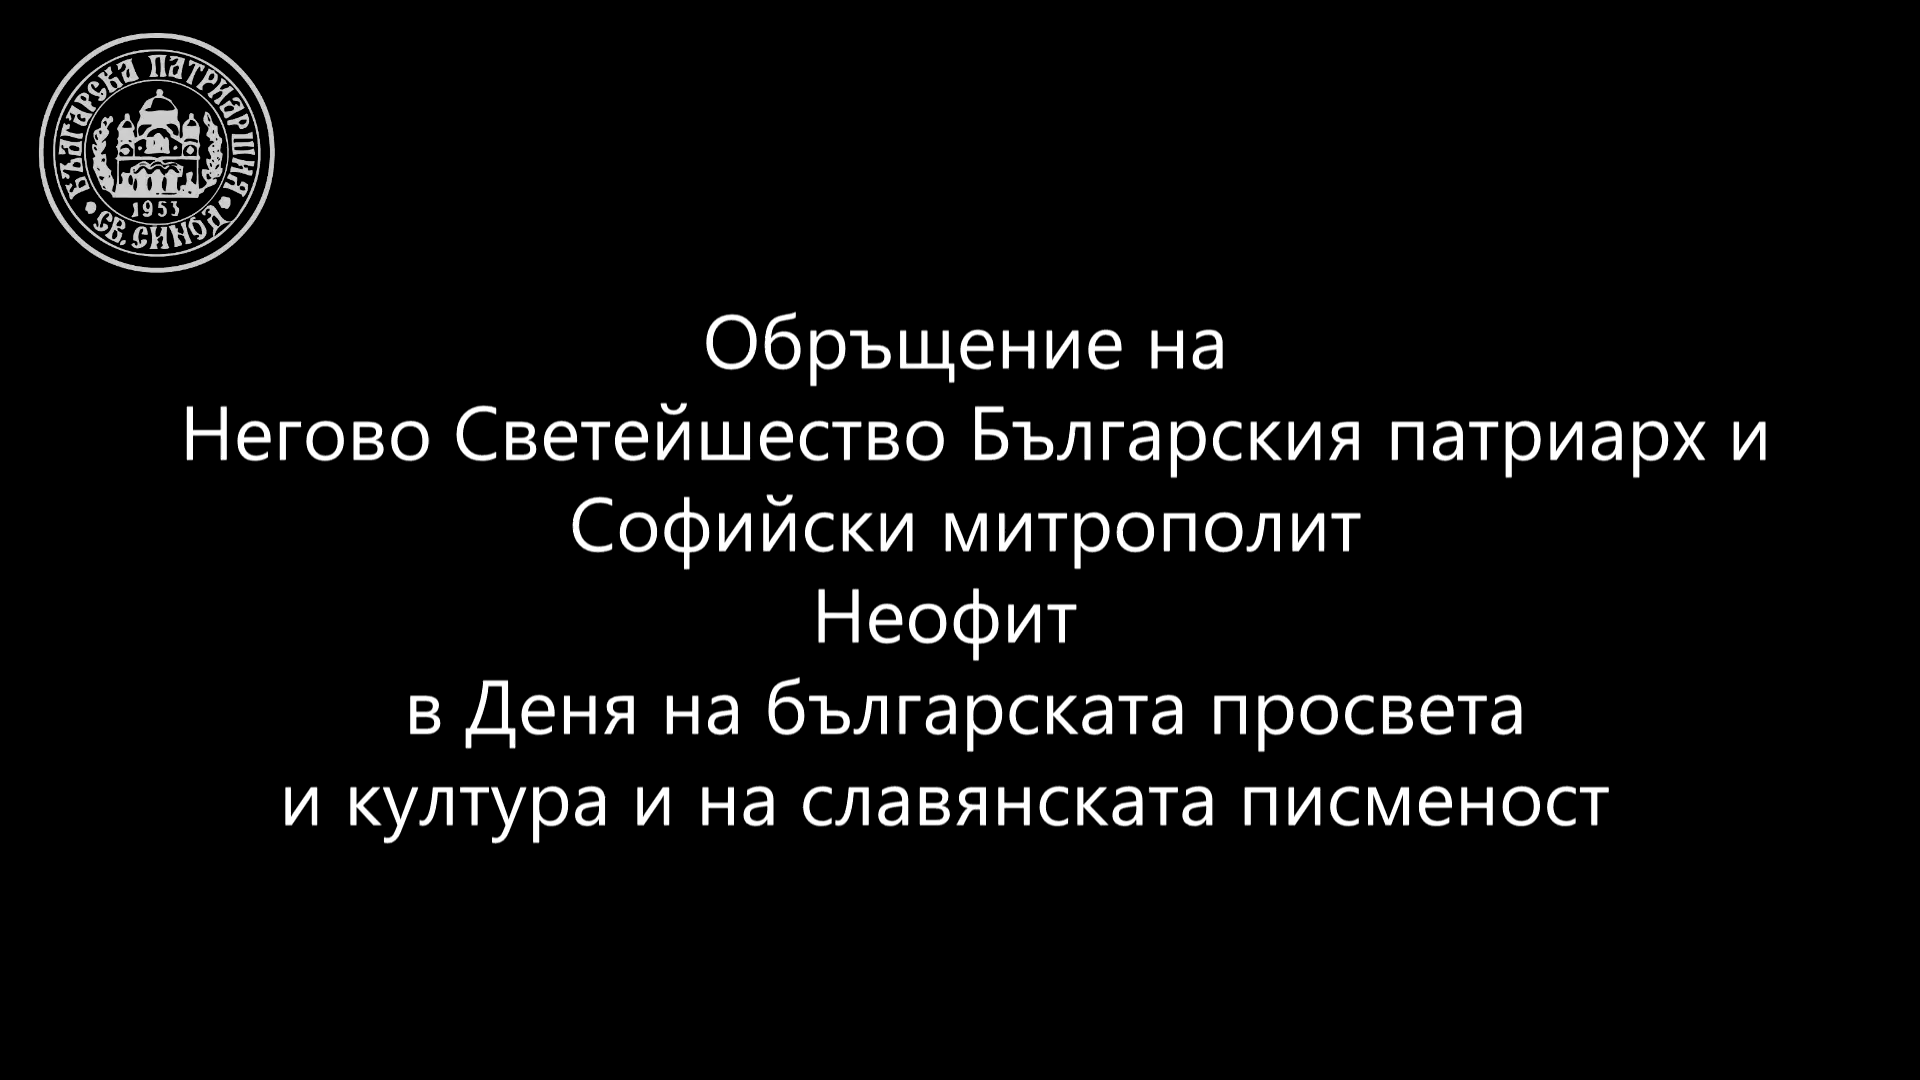 БЪЛГАРСКА ПАТРИАРШИЯ
1953
СВ. СИНОД
Обръщение на
Негово Светейшество Българския патриарх и
Софийски митрополит
Неофит
в Деня на българската просвета
и култура и на славянската писменост